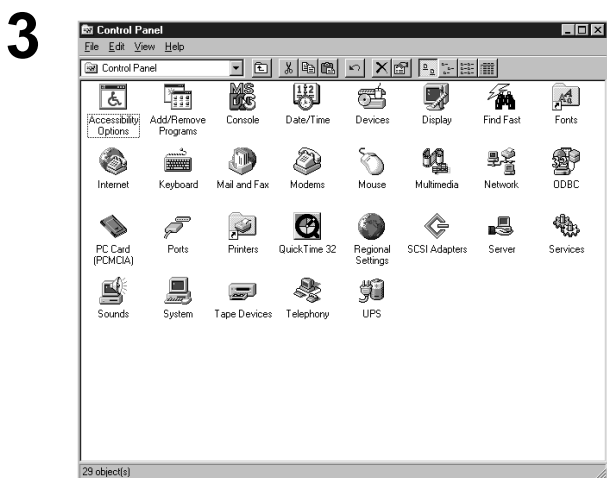 3
Control Panel
File Edit View Help
Control Panel
Accessibility Options Add/Remove Programs Console Date/Time Devices Display Find Fast Fonts
Internet Keyboard Mail and Fax Modems Mouse Multimedia Network ODBC
PC Card (PCMCIA) Ports Printers QuickTime 32 Regional Settings SCSI Adapters Server Services
Sounds System Tape Devices Telephony UPS
29 object(s)